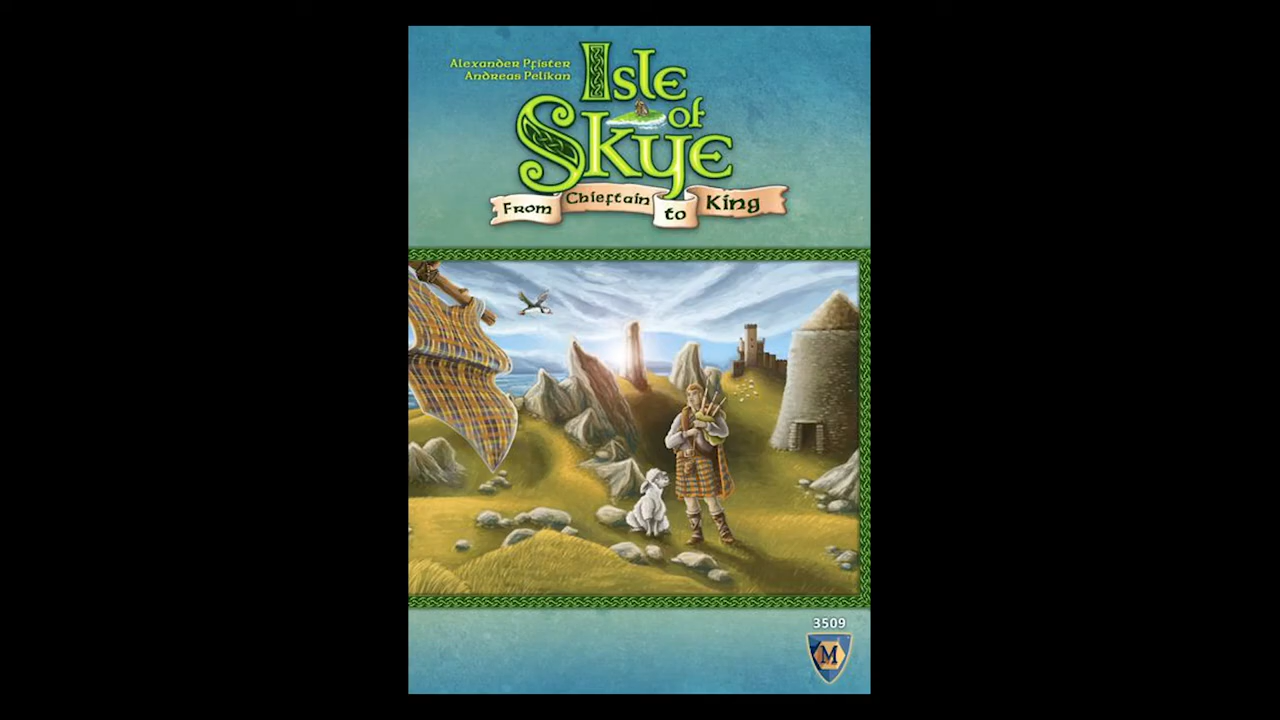 Alexander Pfister
Andreas Pelikan
Isle
of
Skye
From Chieftain to King
3509
M